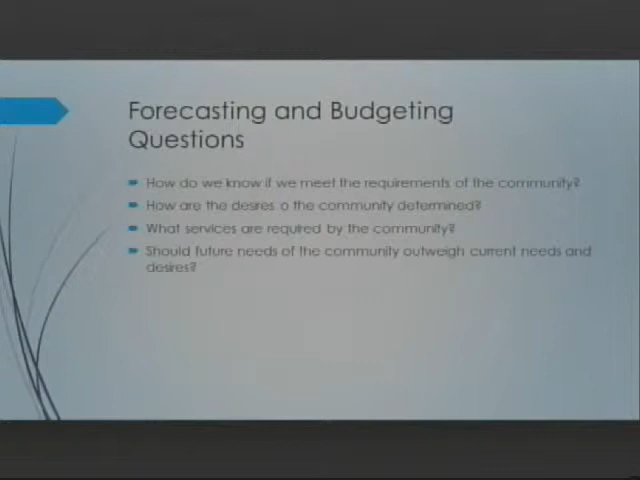 Forecasting and Budgeting
Questions
How do we know if we meet the requirements of the community?
How are the desires o the community determined?
What services are required by the community?
Should future needs of the community outweigh current needs and
desires?